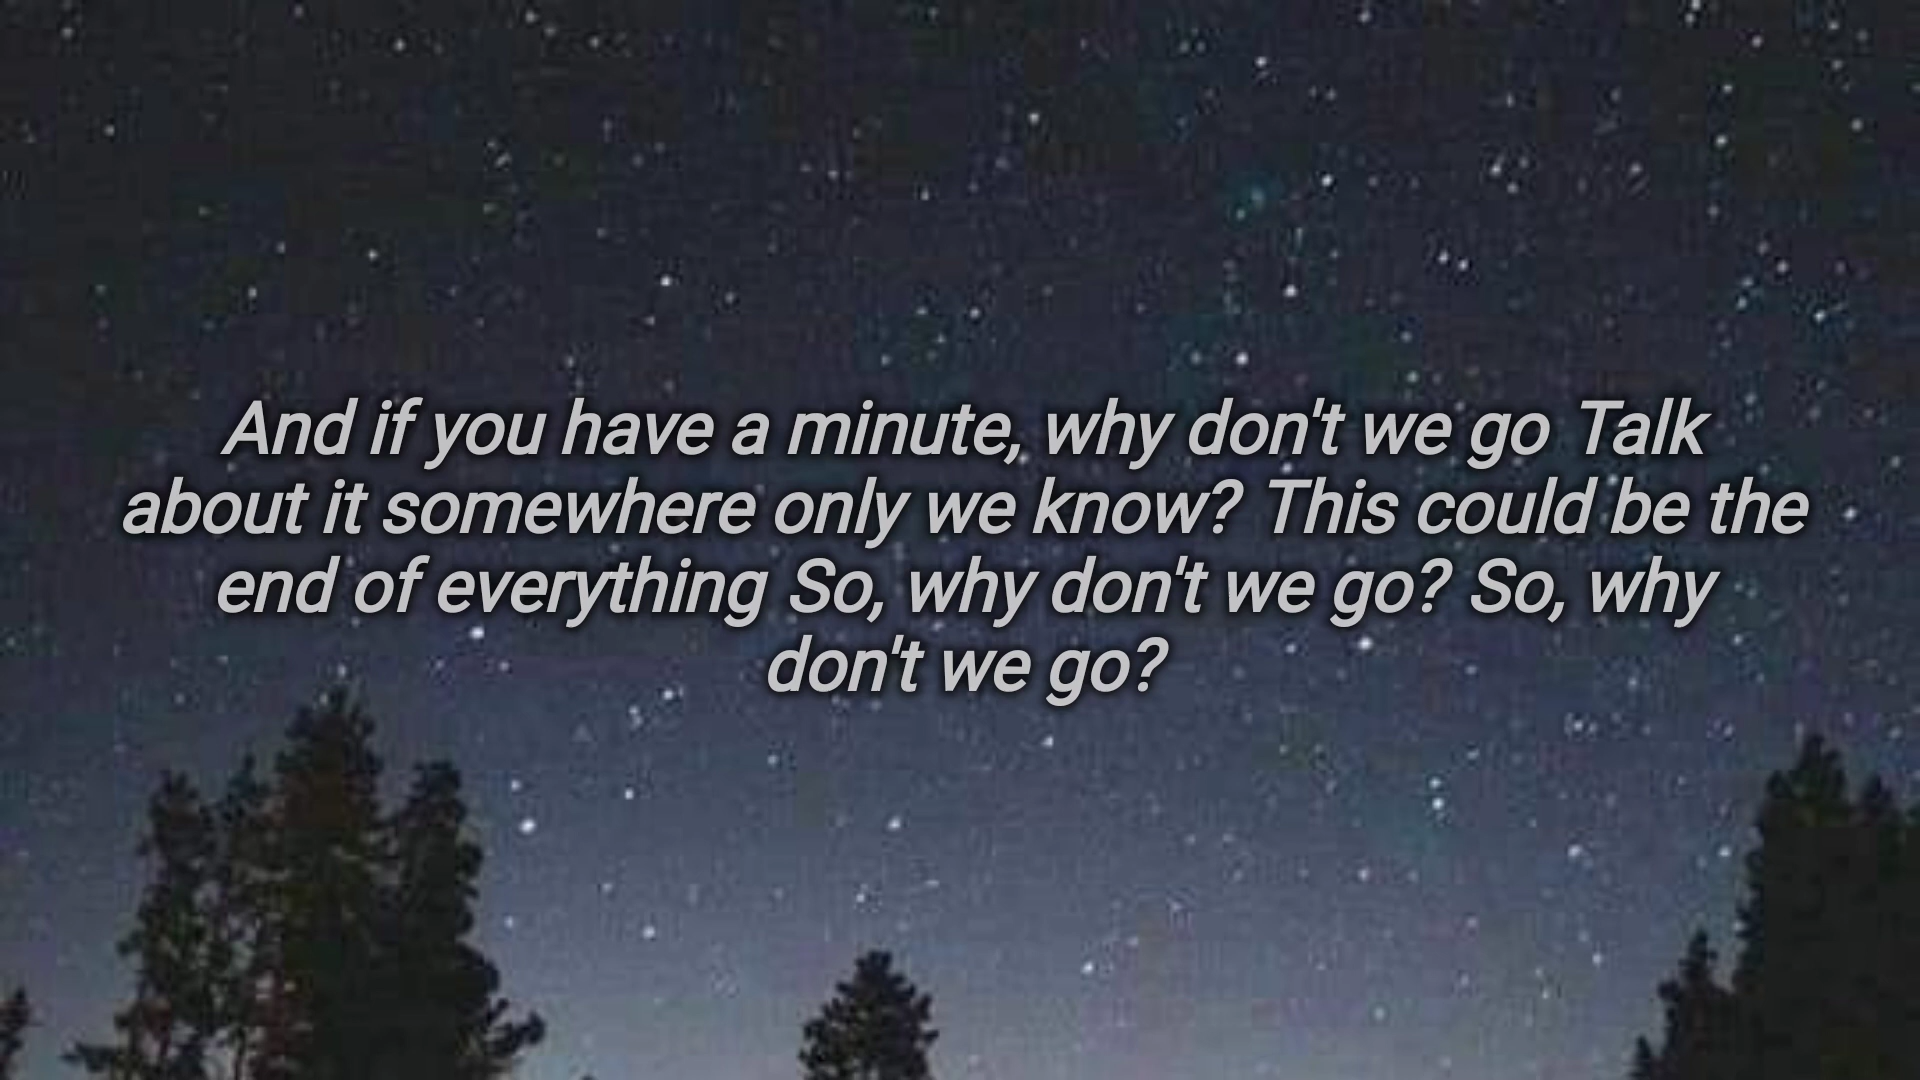 And if you have a minute, why don't we go Talk
about it somewhere only we know? This could be the
end of everything So, why don't we go? So, why
don't we go?